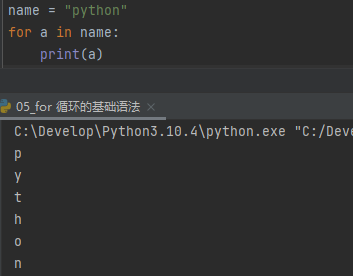 name = "python"
for a in name:
    print(a)
05_for 循环的基础语法
C:\Develop\Python3.10.4\python.exe "C:/Deve
p
y
t
h
o
n